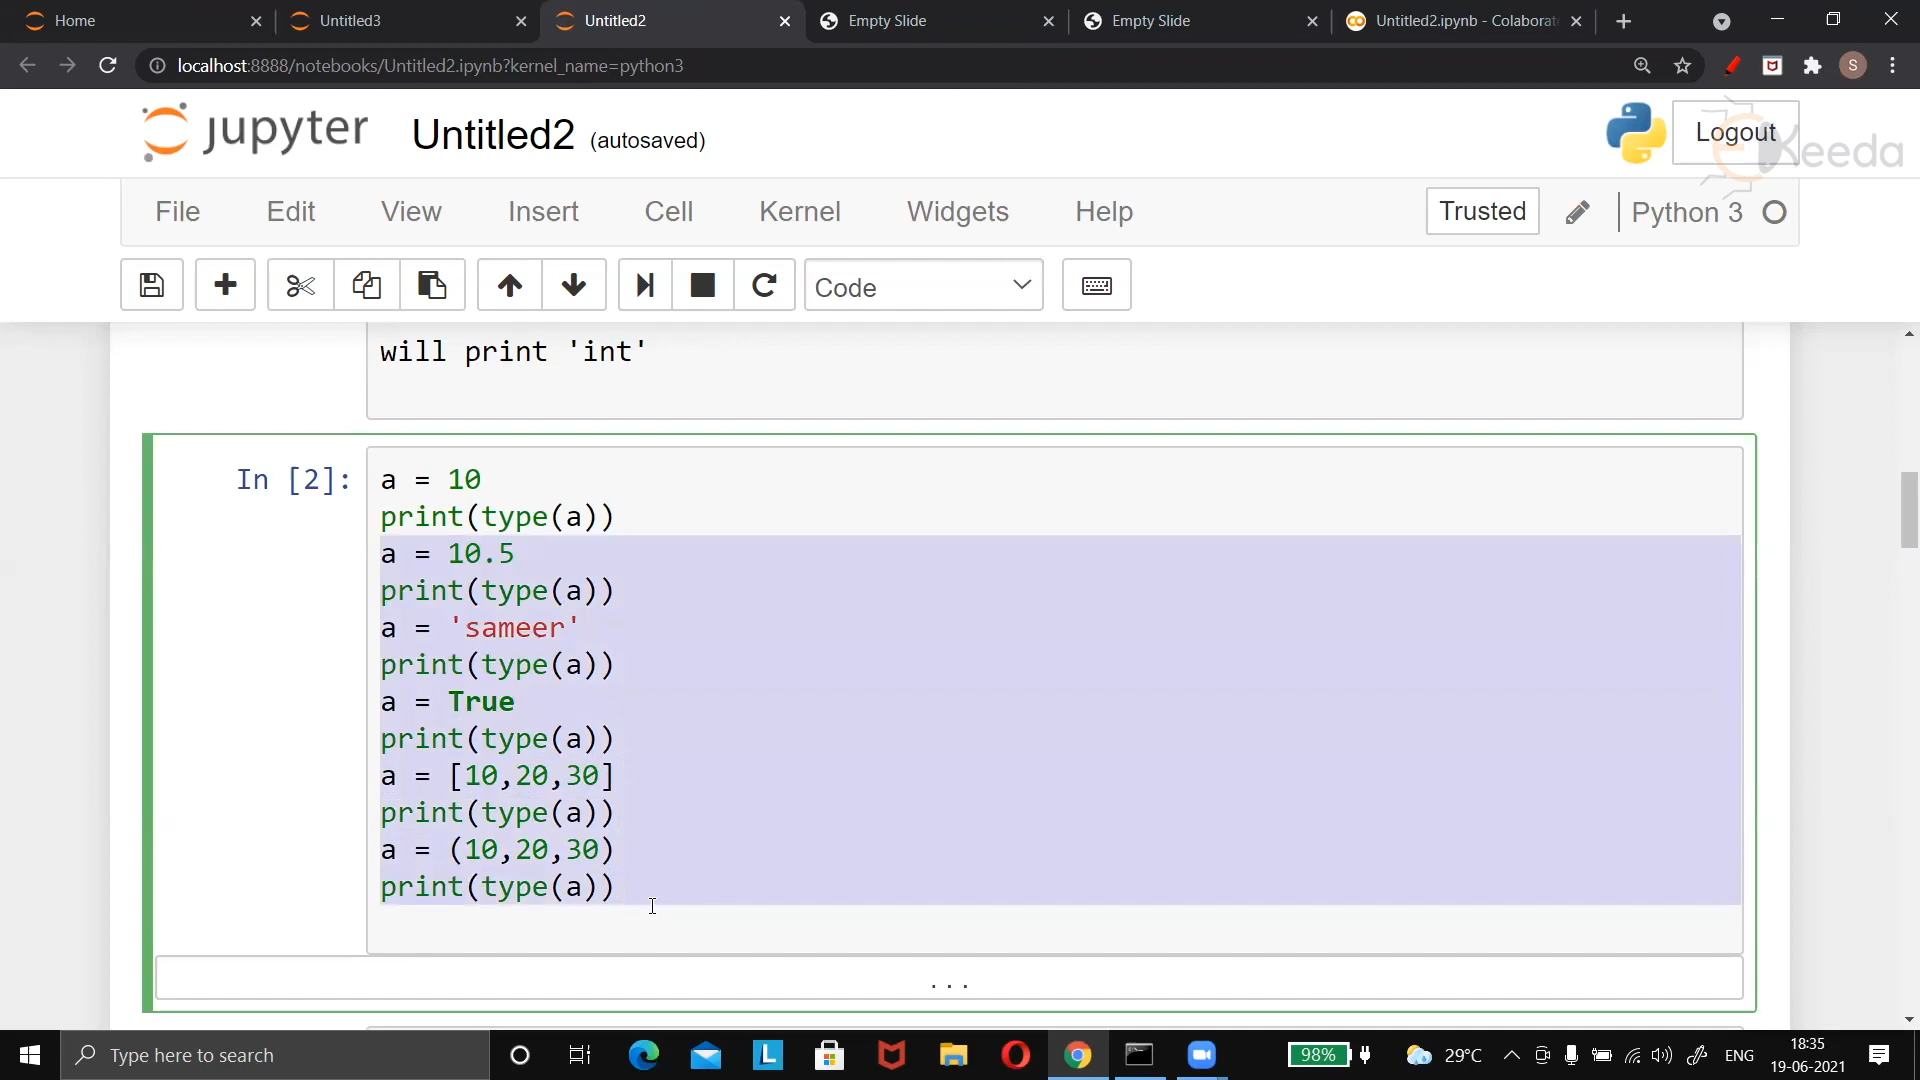 Home
Untitled3
Untitled2
Empty Slide
Empty Slide
Untitled2.ipynb - Colaborat
localhost:8888/notebooks/Untitled2.ipynb?kernel_name=python3
S
jupyter Untitled2 (autosaved)
Logout
Keeda
File Edit View Insert Cell Kernel Widgets Help
Trusted
Python 3
Code
will print 'int'
In [2]:
a = 10
print(type(a))
a = 10.5
print(type(a))
a = 'sameer'
print(type(a))
a = True
print(type(a))
a = [10,20,30]
print(type(a))
a = (10,20,30)
print(type(a))
...
Type here to search
L
98%
29°C
ENG
18:35
19-06-2021